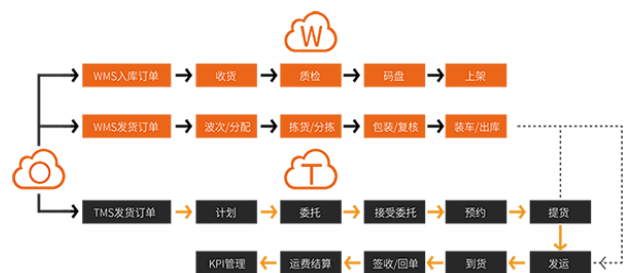 W
WMS入库订单 收货 质检 码盘 上架
WMS发货订单 波次/分配 拣货/分拣 包装/复核 装车/出库
O
T
TMS发货订单 计划 委托 接受委托 预约 提货
KPI管理 运费结算 签收/回单 到货 发运